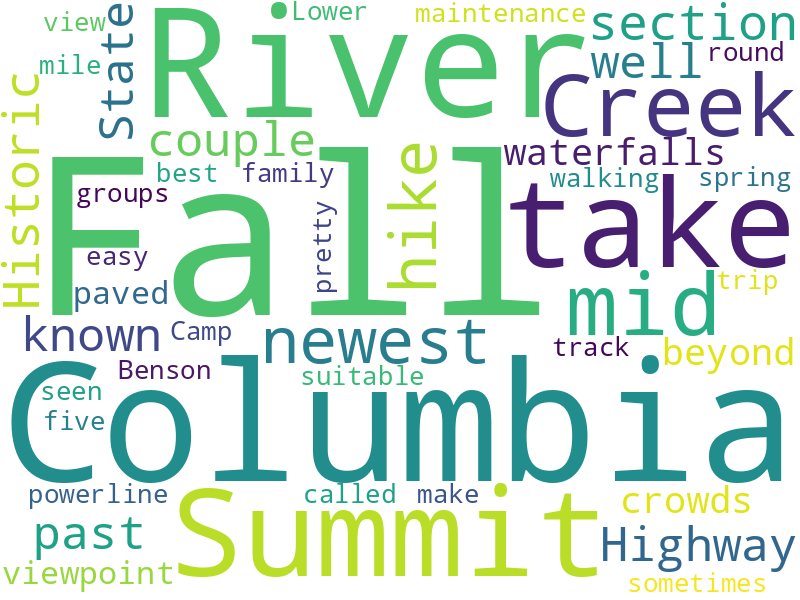 view
State
River
Lower
maintenance
section
mile
well
round
Historic
couple
Creek
best
family
hike
waterfalls
groups
Fall
walking
spring
easy
pretty
take
paved
mid
trip
known
Camp
newest
track
beyond
Benson
suitable
seen
Columbia
five
powerline
called
make
crowds
past
Summit
Highway
viewpoint
sometimes